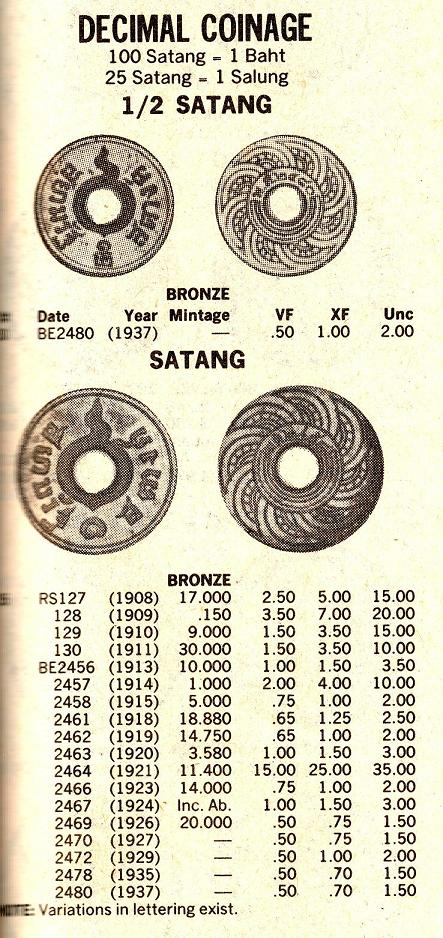 DECIMAL COINAGE
100 Satang = 1 Baht
25 Satang = 1 Salung
1/2 SATANG
BRONZE
Date Year Mintage VF XF Unc
BE2480 (1937) — .50 1.00 2.00
SATANG
BRONZE
RS127 (1908) 17.000 2.50 5.00 15.00
128 (1909) .150 3.50 7.00 20.00
129 (1910) 9.000 1.50 3.50 15.00
130 (1911) 30.000 1.50 3.50 10.00
BE2456 (1913) 10.000 1.00 1.50 3.50
2457 (1914) 1.000 2.00 4.00 10.00
2458 (1915) 5.000 .75 1.00 2.00
2461 (1918) 18.880 .65 1.25 2.50
2462 (1919) 14.750 .65 1.00 2.00
2463 (1920) 3.580 1.00 1.50 3.00
2464 (1921) 11.400 15.00 25.00 35.00
2466 (1923) 14.000 .75 1.00 2.00
2467 (1924) Inc. Ab. 1.00 1.50 3.00
2469 (1926) 20.000 .50 .75 1.50
2470 (1927) — .50 .75 1.50
2472 (1929) — .50 1.00 2.00
2478 (1935) — .50 .70 1.50
2480 (1937) — .50 .70 1.50
NOTE: Variations in lettering exist.